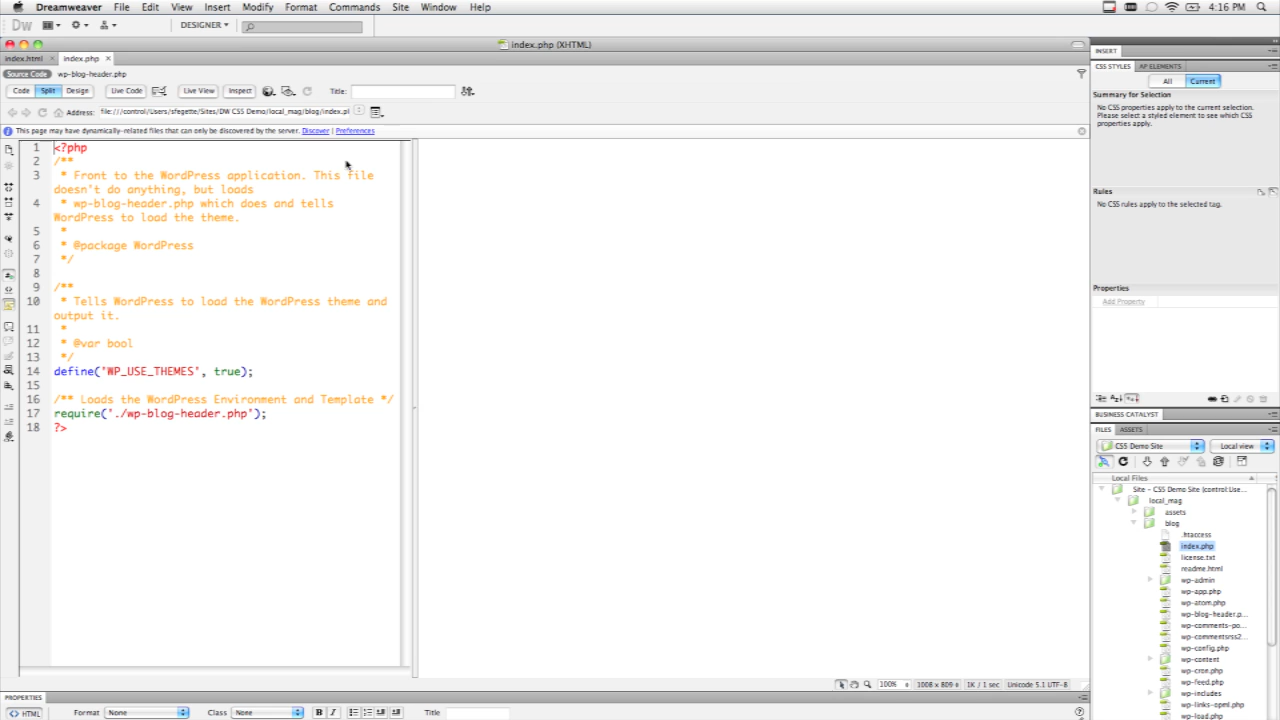 Dreamweaver File Edit View Insert Modify Format Commands Site Window Help 4:16 PM
Dw DESIGNER
index.php (XHTML)
index.html index.php
Source Code wp-blog-header.php
Code Split Design Live Code Live View Inspect Title:
Address: file:///control/Users/sfegette/Sites/DW CSS Demo/local_mag/blog/index.pl
This page may have dynamically-related files that can only be discovered by the server. Discover | Preferences
1 <?php
2 /**
3 * Front to the WordPress application. This file
doesn't do anything, but loads
4 * wp-blog-header.php which does and tells
WordPress to load the theme.
5 *
6 * @package WordPress
7 */
8
9 /**
10 * Tells WordPress to load the WordPress theme and
output it.
11 *
12 * @var bool
13 */
14 define('WP_USE_THEMES', true);
15
16 /** Loads the WordPress Environment and Template */
17 require('./wp-blog-header.php');
18 ?>
100% 1008 x 809 1K / 1 sec Unicode 5.1 UTF-8
PROPERTIES
<> HTML Format None Class None B I Title
INSERT
CSS STYLES AP ELEMENTS
All Current
Summary for Selection
No CSS properties apply to the current selection.
Please select a styled element to see which CSS
properties apply.
Rules
No CSS rules apply to the selected tag.
Properties
Add Property
BUSINESS CATALYST
FILES ASSETS
CSS Demo Site Local view
Local Files
Site - CSS Demo Site (control:Use...
local_mag
assets
blog
.htaccess
index.php
license.txt
readme.html
wp-admin
wp-app.php
wp-atom.php
wp-blog-header.p...
wp-comments-po...
wp-commentsrss2...
wp-config.php
wp-content
wp-cron.php
wp-feed.php
wp-includes
wp-links-opml.php
wp-load.php